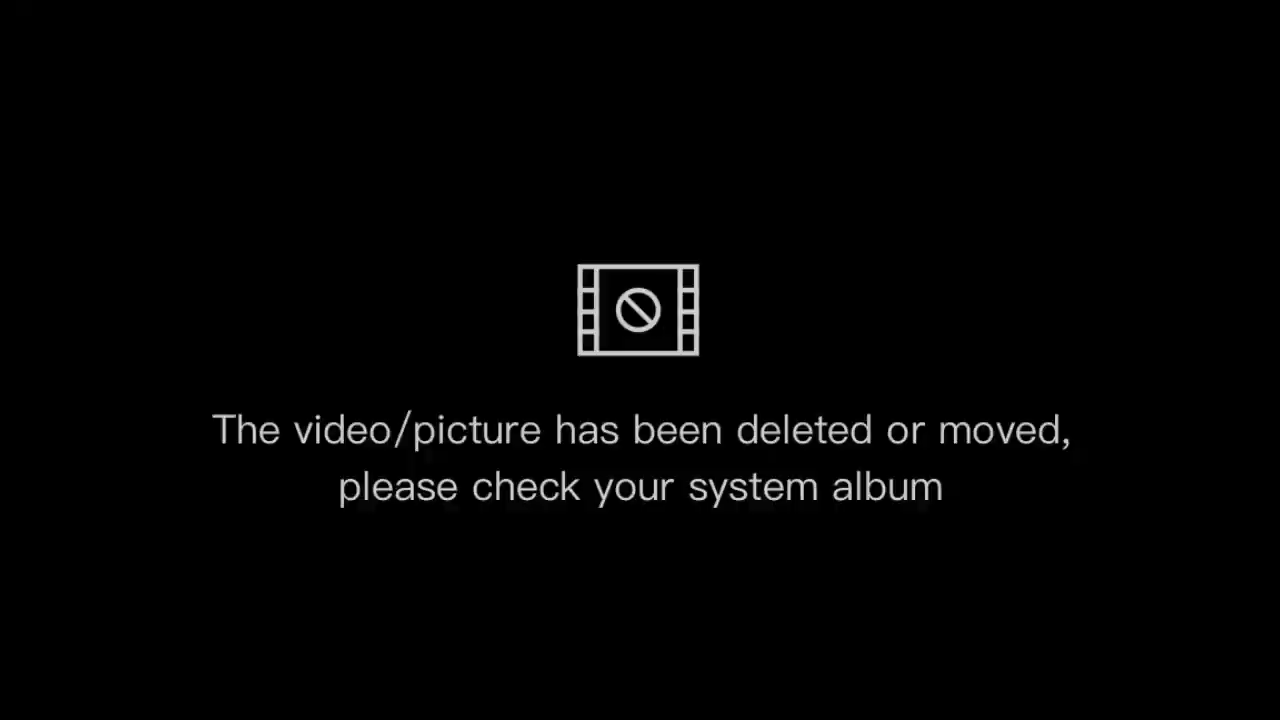 The video/picture has been deleted or moved,
please check your system album